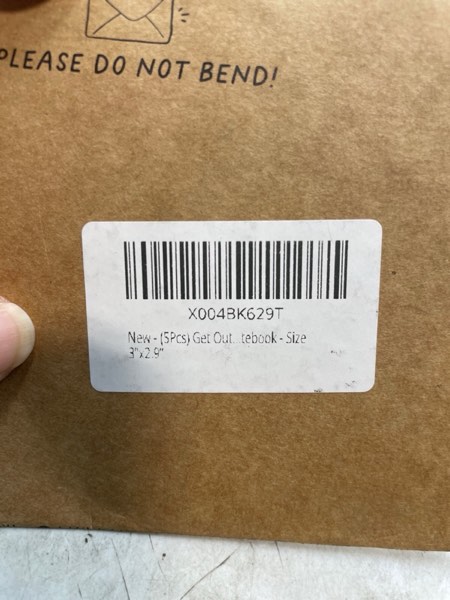 PLEASE DO NOT BEND!
X004BK629T
New - (5Pcs) Get Out...tebook - Size
3"x2.9"